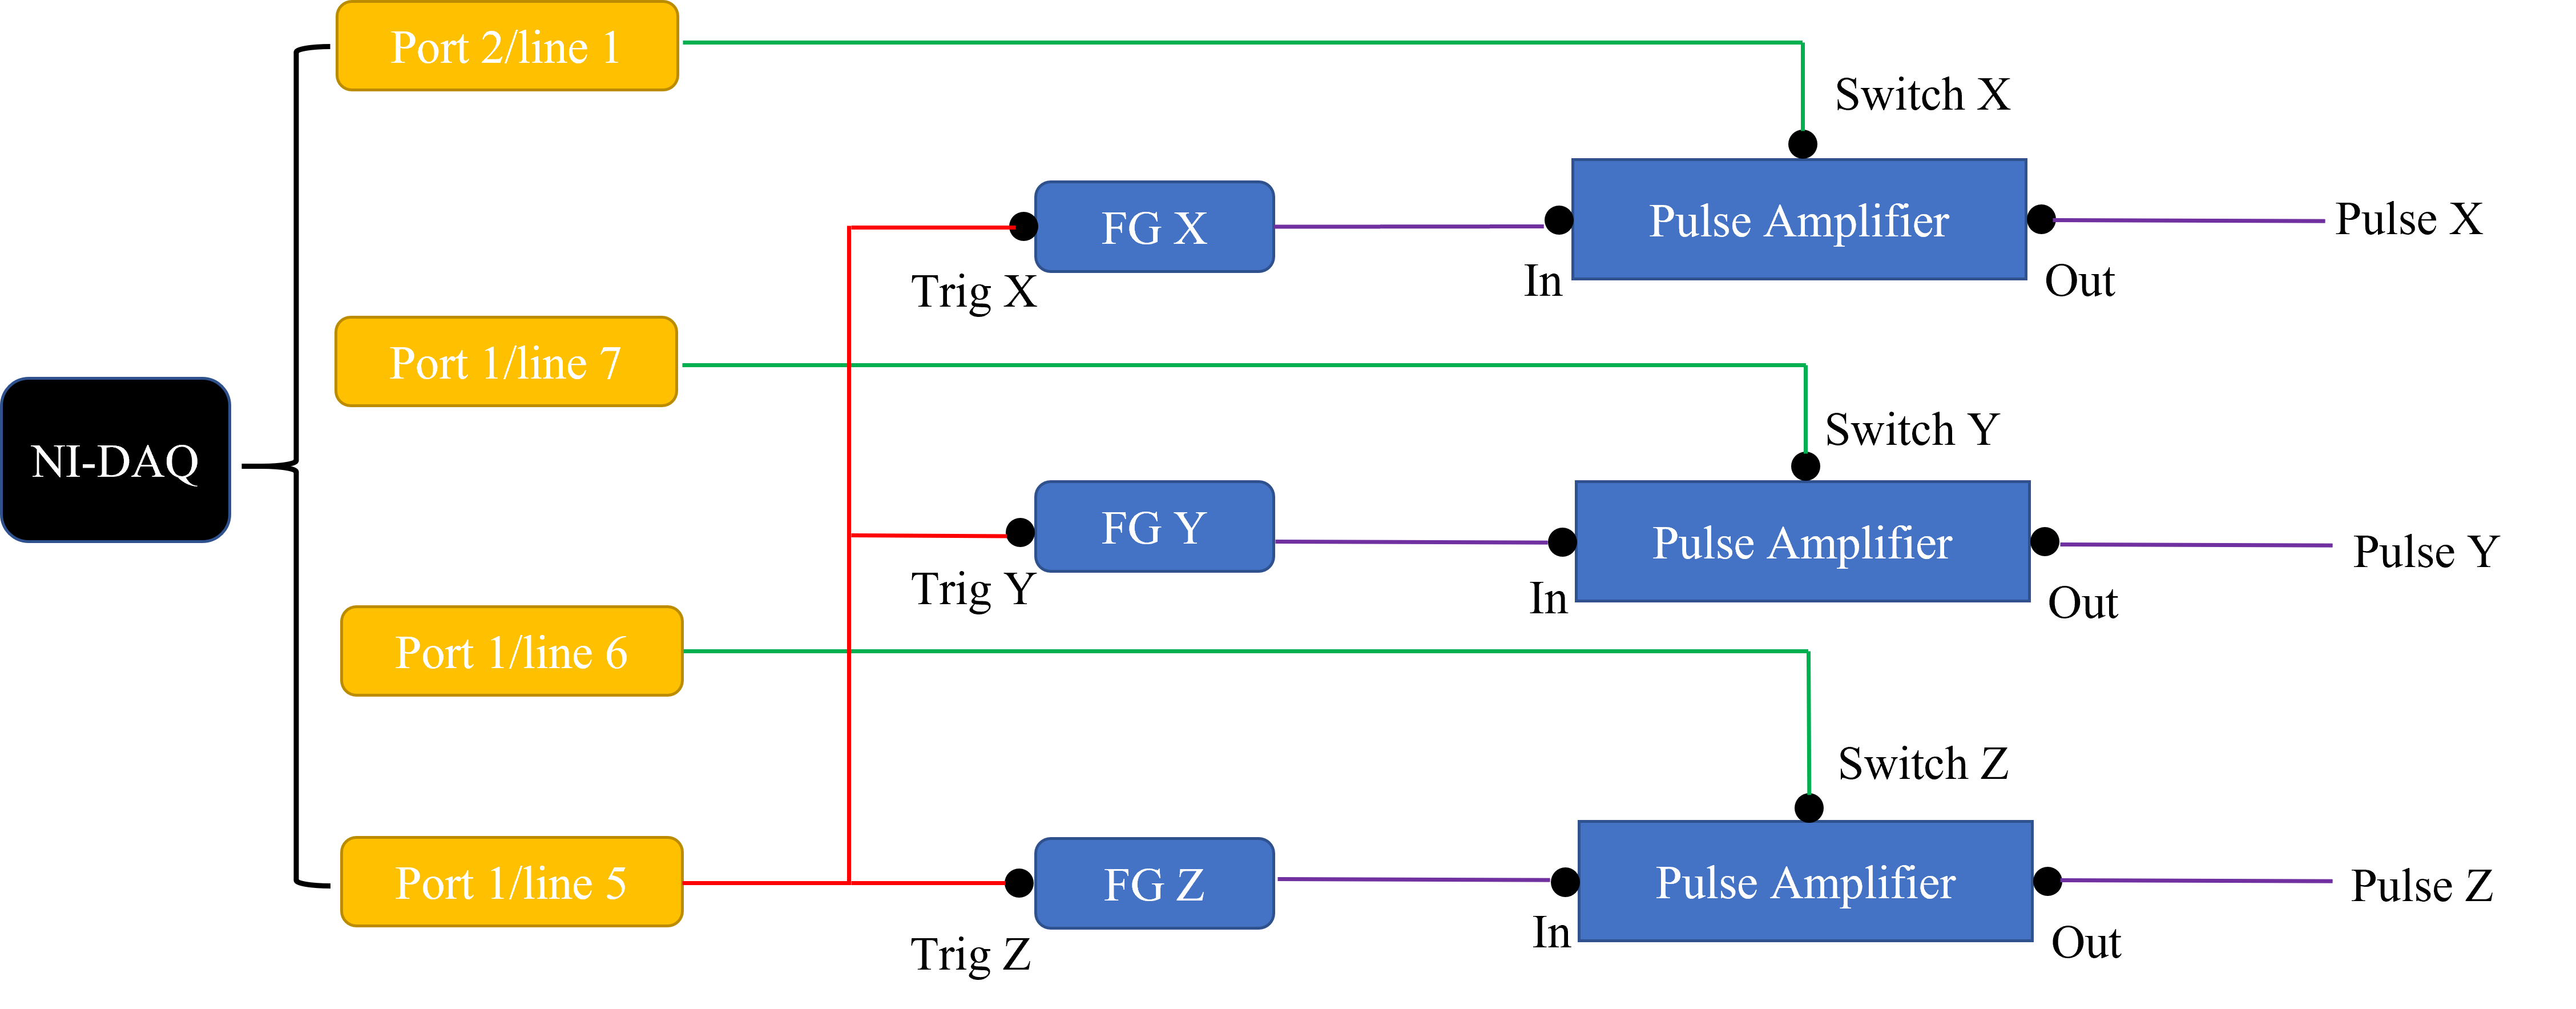 Port 2/line 1
Switch X
FG X
Pulse Amplifier
Pulse X
Trig X
In
Out
Port 1/line 7
Switch Y
NI-DAQ
FG Y
Pulse Amplifier
Pulse Y
Trig Y
In
Out
Port 1/line 6
Switch Z
Port 1/line 5
FG Z
Pulse Amplifier
Pulse Z
Trig Z
In
Out